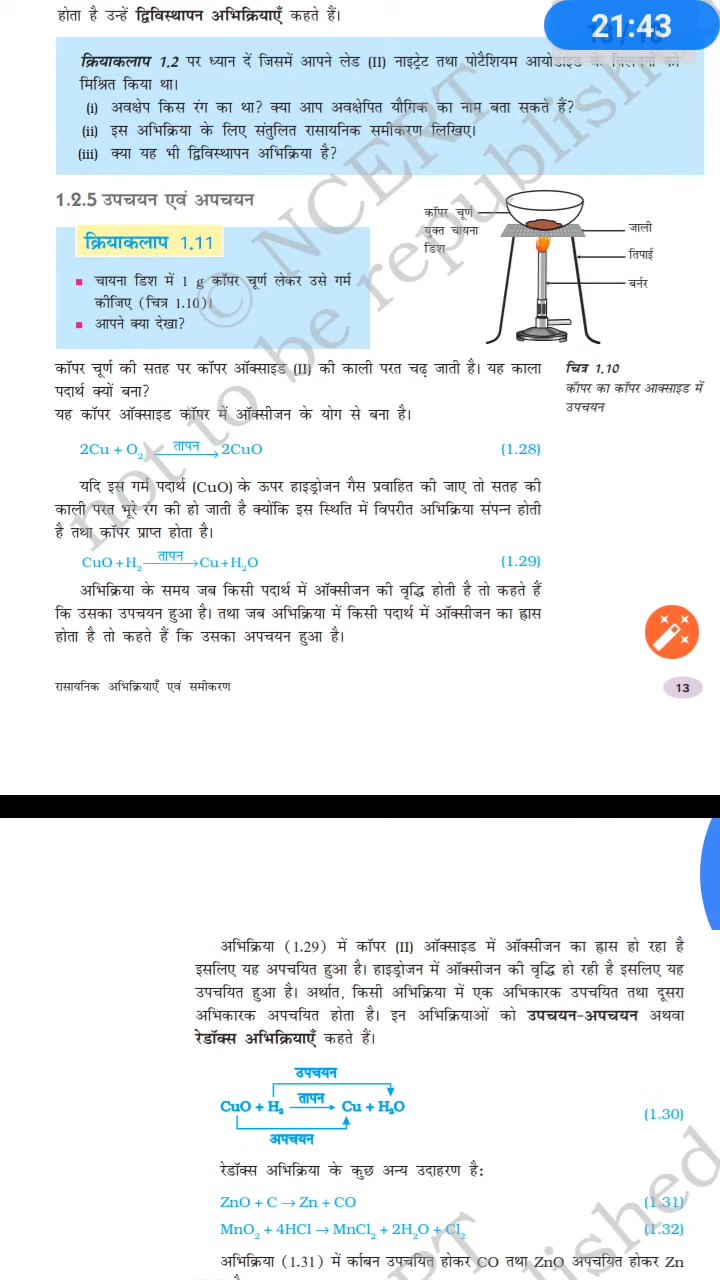 होता है उन्हें द्विविस्थापन अभिक्रियाएँ कहते हैं।
21:43
क्रियाकलाप 1.2 पर ध्यान दें जिसमें आपने लेड (II) नाइट्रेट तथा पोटैशियम आयोडाइड के विलयनों को
मिश्रित किया था।
(i) अवक्षेप किस रंग का था? क्या आप अवक्षेपित यौगिक का नाम बता सकते हैं?
(ii) इस अभिक्रिया के लिए संतुलित रासायनिक समीकरण लिखिए।
(iii) क्या यह भी द्विविस्थापन अभिक्रिया है?
1.2.5 उपचयन एवं अपचयन
क्रियाकलाप 1.11
■ चायना डिश में 1 g कॉपर चूर्ण लेकर उसे गर्म
कीजिए (चित्र 1.10)।
■ आपने क्या देखा?
कॉपर चूर्ण
युक्त चायना
डिश
जाली
तिपाई
बर्नर
चित्र 1.10
कॉपर का कॉपर आक्साइड में
उपचयन
कॉपर चूर्ण की सतह पर कॉपर ऑक्साइड (II) की काली परत चढ़ जाती है। यह काला
पदार्थ क्यों बना?
यह कॉपर ऑक्साइड कॉपर में ऑक्सीजन के योग से बना है।
2Cu + O₂ तापन→ 2CuO (1.28)
यदि इस गर्म पदार्थ (CuO) के ऊपर हाइड्रोजन गैस प्रवाहित की जाए तो सतह की
काली परत भूरे रंग की हो जाती है क्योंकि इस स्थिति में विपरीत अभिक्रिया संपन्न होती
है तथा कॉपर प्राप्त होता है।
CuO + H₂ तापन→ Cu + H₂O (1.29)
अभिक्रिया के समय जब किसी पदार्थ में ऑक्सीजन की वृद्धि होती है तो कहते हैं
कि उसका उपचयन हुआ है। तथा जब अभिक्रिया में किसी पदार्थ में ऑक्सीजन का ह्रास
होता है तो कहते हैं कि उसका अपचयन हुआ है।
रासायनिक अभिक्रियाएँ एवं समीकरण
13
© NCERT
not to be republished
अभिक्रिया (1.29) में कॉपर (II) ऑक्साइड में ऑक्सीजन का ह्रास हो रहा है
इसलिए यह अपचयित हुआ है। हाइड्रोजन में ऑक्सीजन की वृद्धि हो रही है इसलिए यह
उपचयित हुआ है। अर्थात, किसी अभिक्रिया में एक अभिकारक उपचयित तथा दूसरा
अभिकारक अपचयित होता है। इन अभिक्रियाओं को उपचयन-अपचयन अथवा
रेडॉक्स अभिक्रियाएँ कहते हैं।
उपचयन
CuO + H₂ तापन→ Cu + H₂O (1.30)
अपचयन
रेडॉक्स अभिक्रिया के कुछ अन्य उदाहरण है:
ZnO + C → Zn + CO (1.31)
MnO₂ + 4HCl → MnCl₂ + 2H₂O + Cl₂ (1.32)
अभिक्रिया (1.31) में कार्बन उपचयित होकर CO तथा ZnO अपचयित होकर Zn